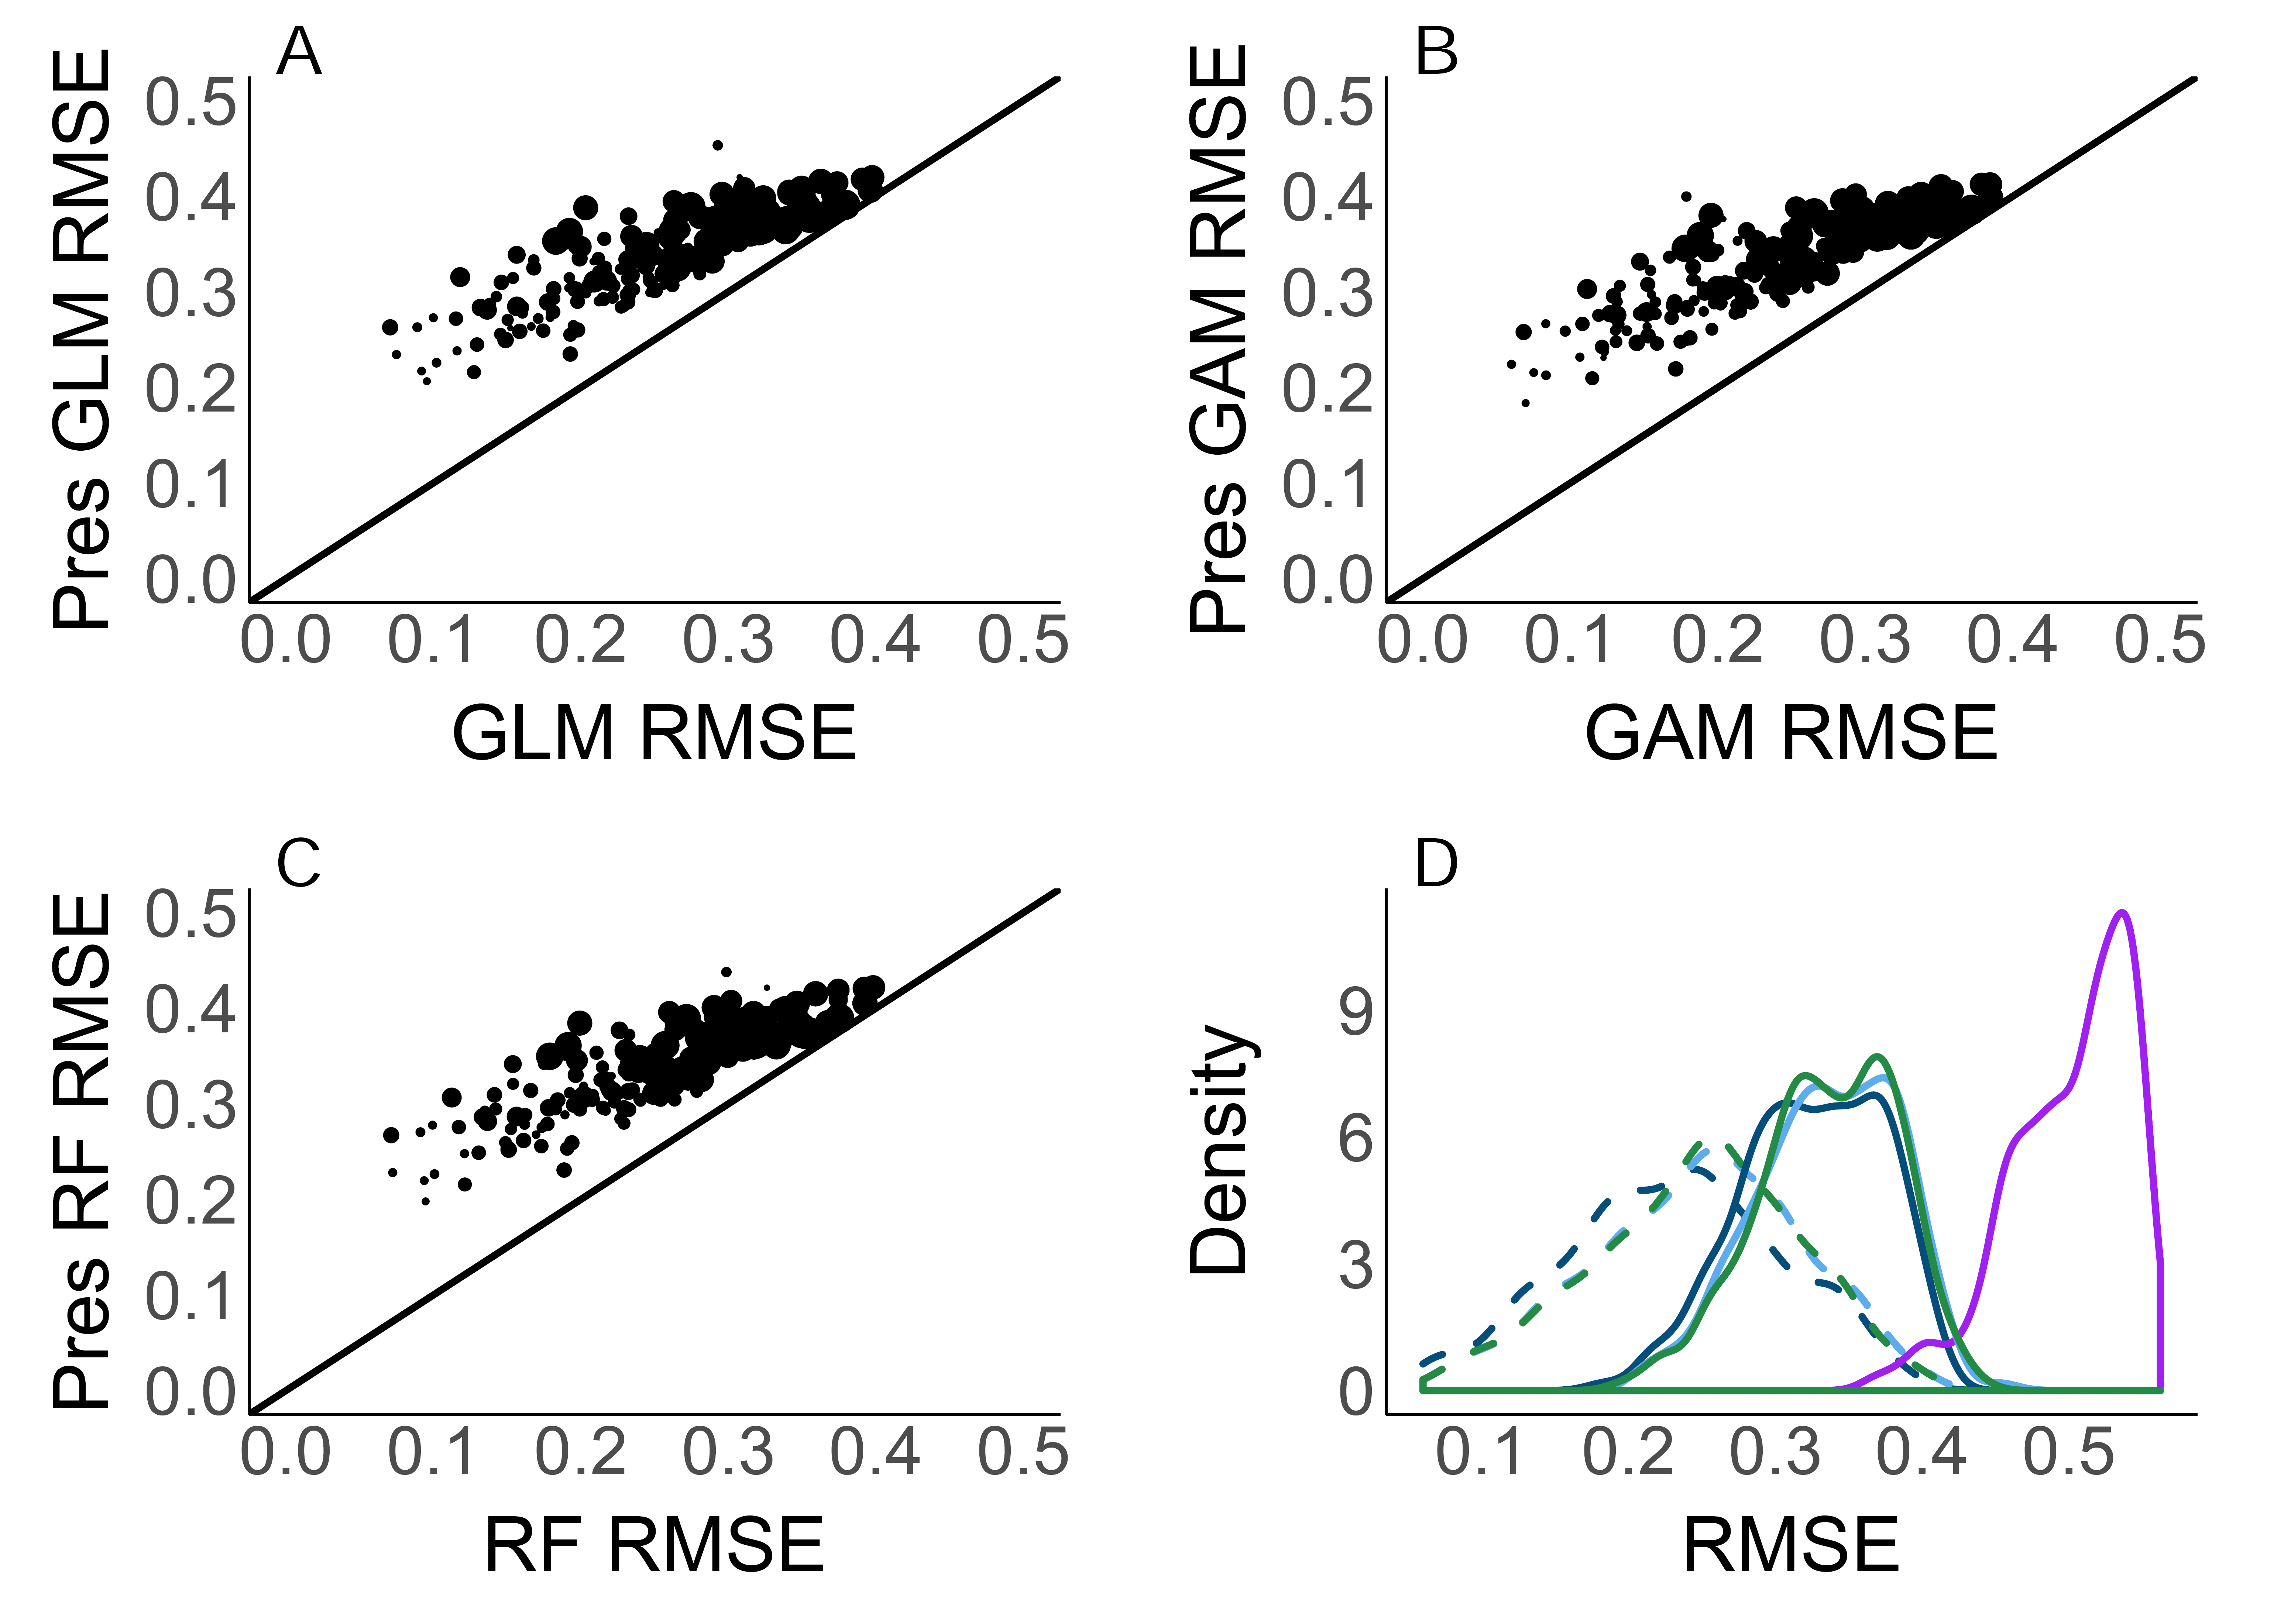 A
Pres GLM RMSE
0.5
0.4
0.3
0.2
0.1
0.0
0.0 0.1 0.2 0.3 0.4 0.5
GLM RMSE
B
Pres GAM RMSE
0.5
0.4
0.3
0.2
0.1
0.0
0.0 0.1 0.2 0.3 0.4 0.5
GAM RMSE
C
Pres RF RMSE
0.5
0.4
0.3
0.2
0.1
0.0
0.0 0.1 0.2 0.3 0.4 0.5
RF RMSE
D
Density
9
6
3
0
0.1 0.2 0.3 0.4 0.5
RMSE